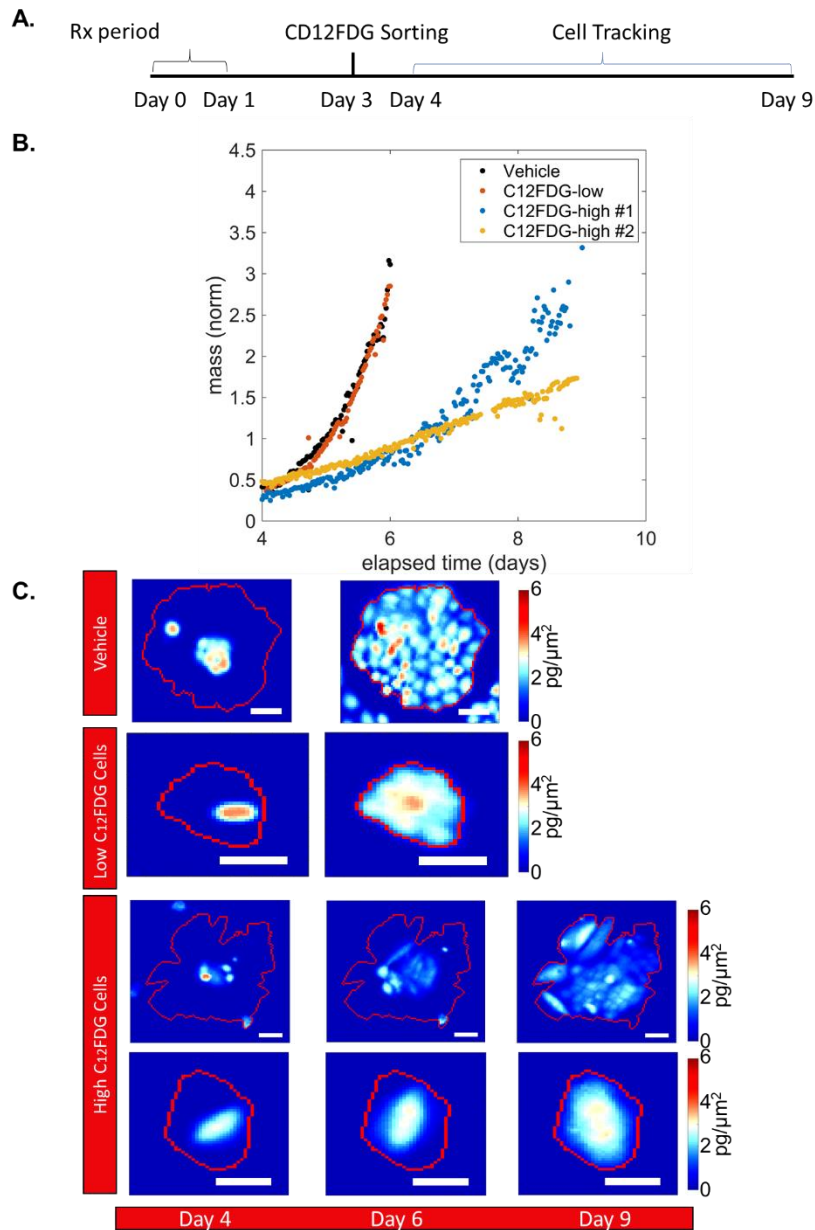 A.
Rx period CD12FDG Sorting Cell Tracking
Day 0 Day 1 Day 3 Day 4 Day 9
B.
4.5
4
3.5
3
2.5
2
1.5
1
0.5
0
mass (norm)
Vehicle
C12FDG-low
C12FDG-high #1
C12FDG-high #2
4 6 8 10
elapsed time (days)
C.
Vehicle
6
4
2
0
pg/µm²
Low C₁₂FDG Cells
6
4
2
0
pg/µm²
High C₁₂FDG Cells
6
4
2
0
pg/µm²
6
4
2
0
pg/µm²
Day 4 Day 6 Day 9